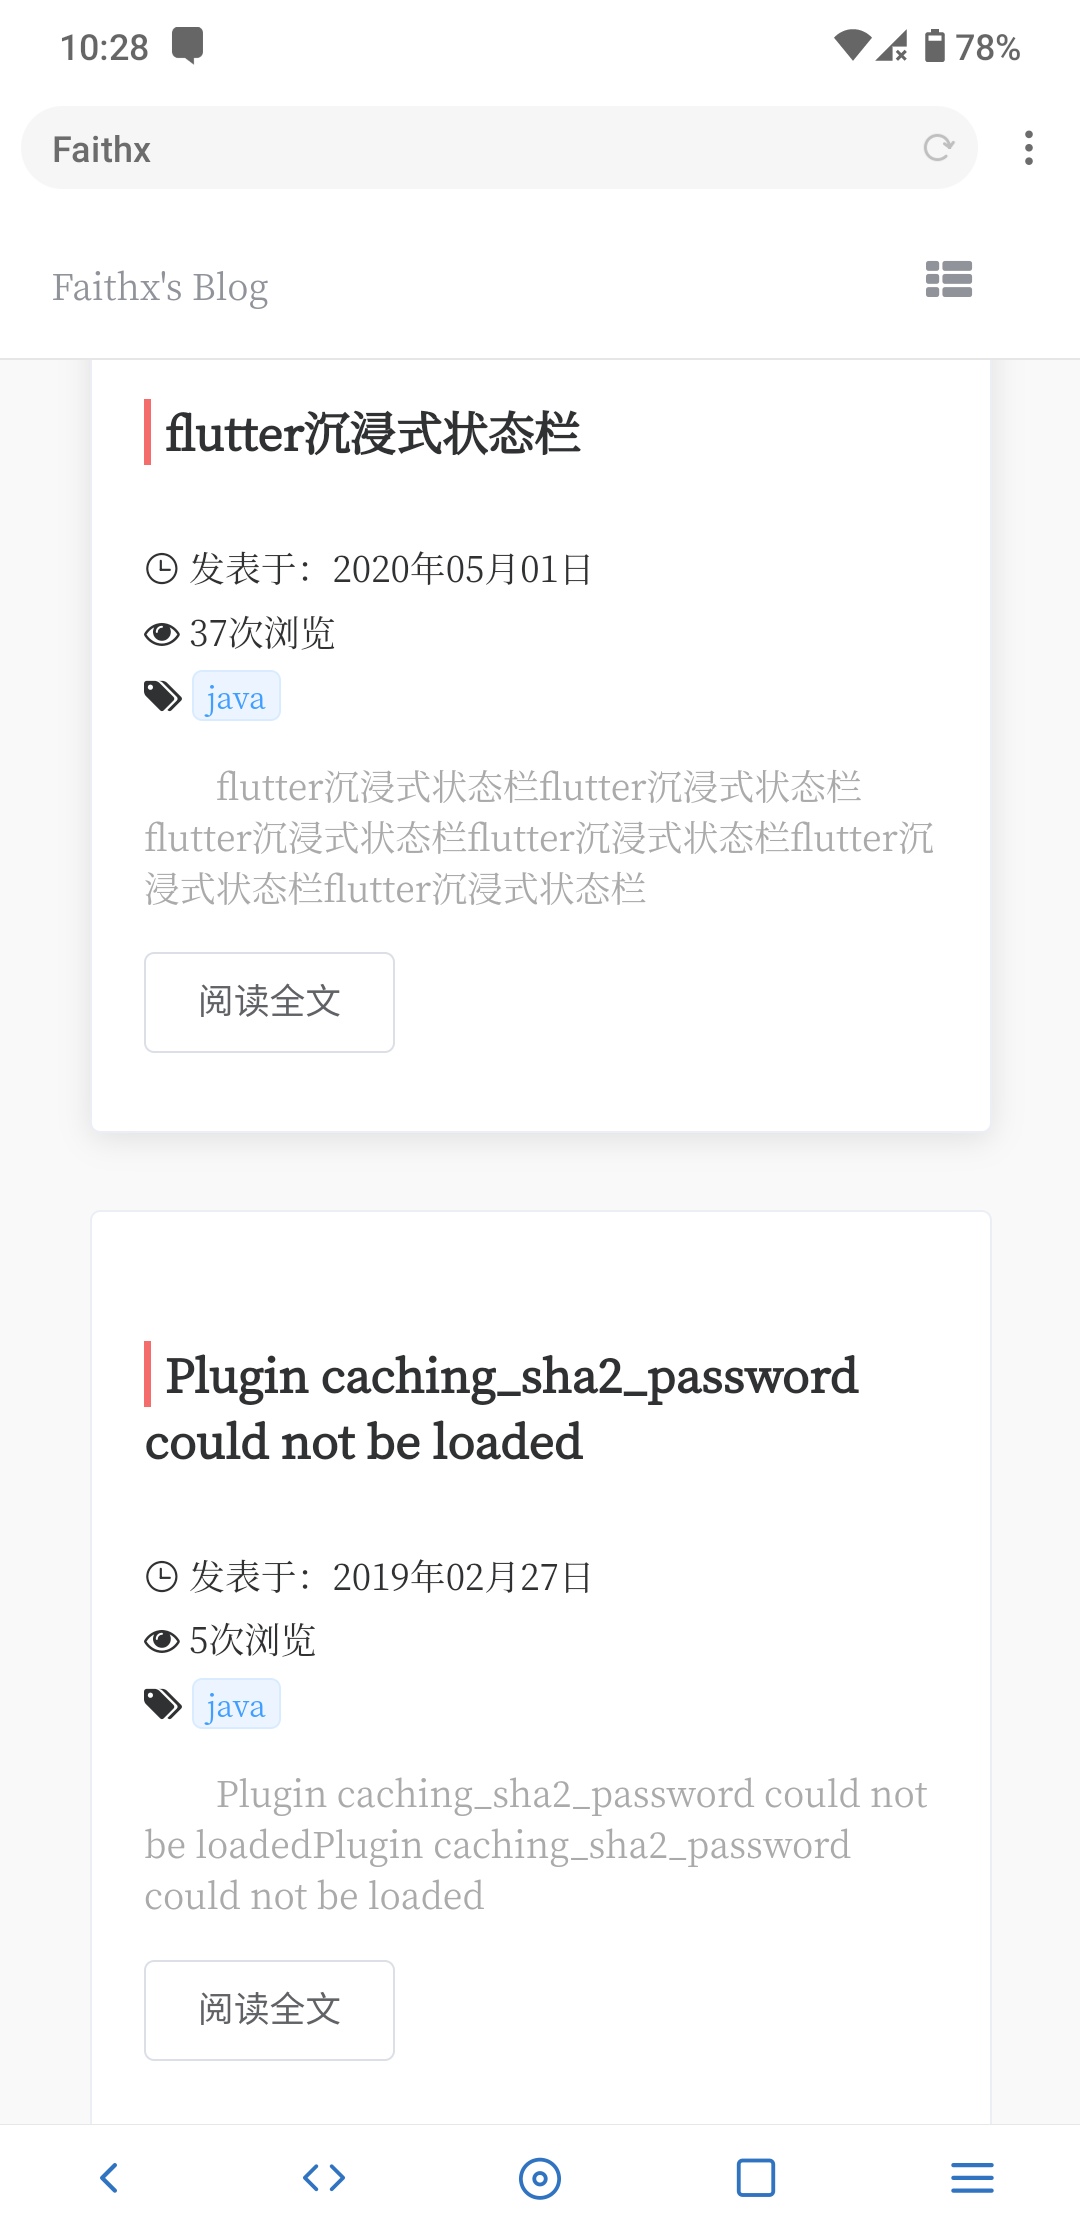 10:28
78%
Faithx
Faithx's Blog
flutter沉浸式状态栏
发表于：2020年05月01日
37次浏览
java
flutter沉浸式状态栏flutter沉浸式状态栏
flutter沉浸式状态栏flutter沉浸式状态栏flutter沉
浸式状态栏flutter沉浸式状态栏
阅读全文
Plugin caching_sha2_password
could not be loaded
发表于：2019年02月27日
5次浏览
java
Plugin caching_sha2_password could not
be loadedPlugin caching_sha2_password
could not be loaded
阅读全文